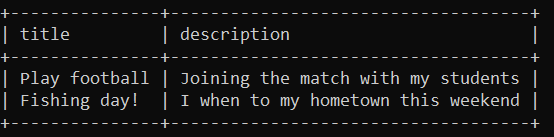 title description
Play football Joining the match with my students
Fishing day! I when to my hometown this weekend